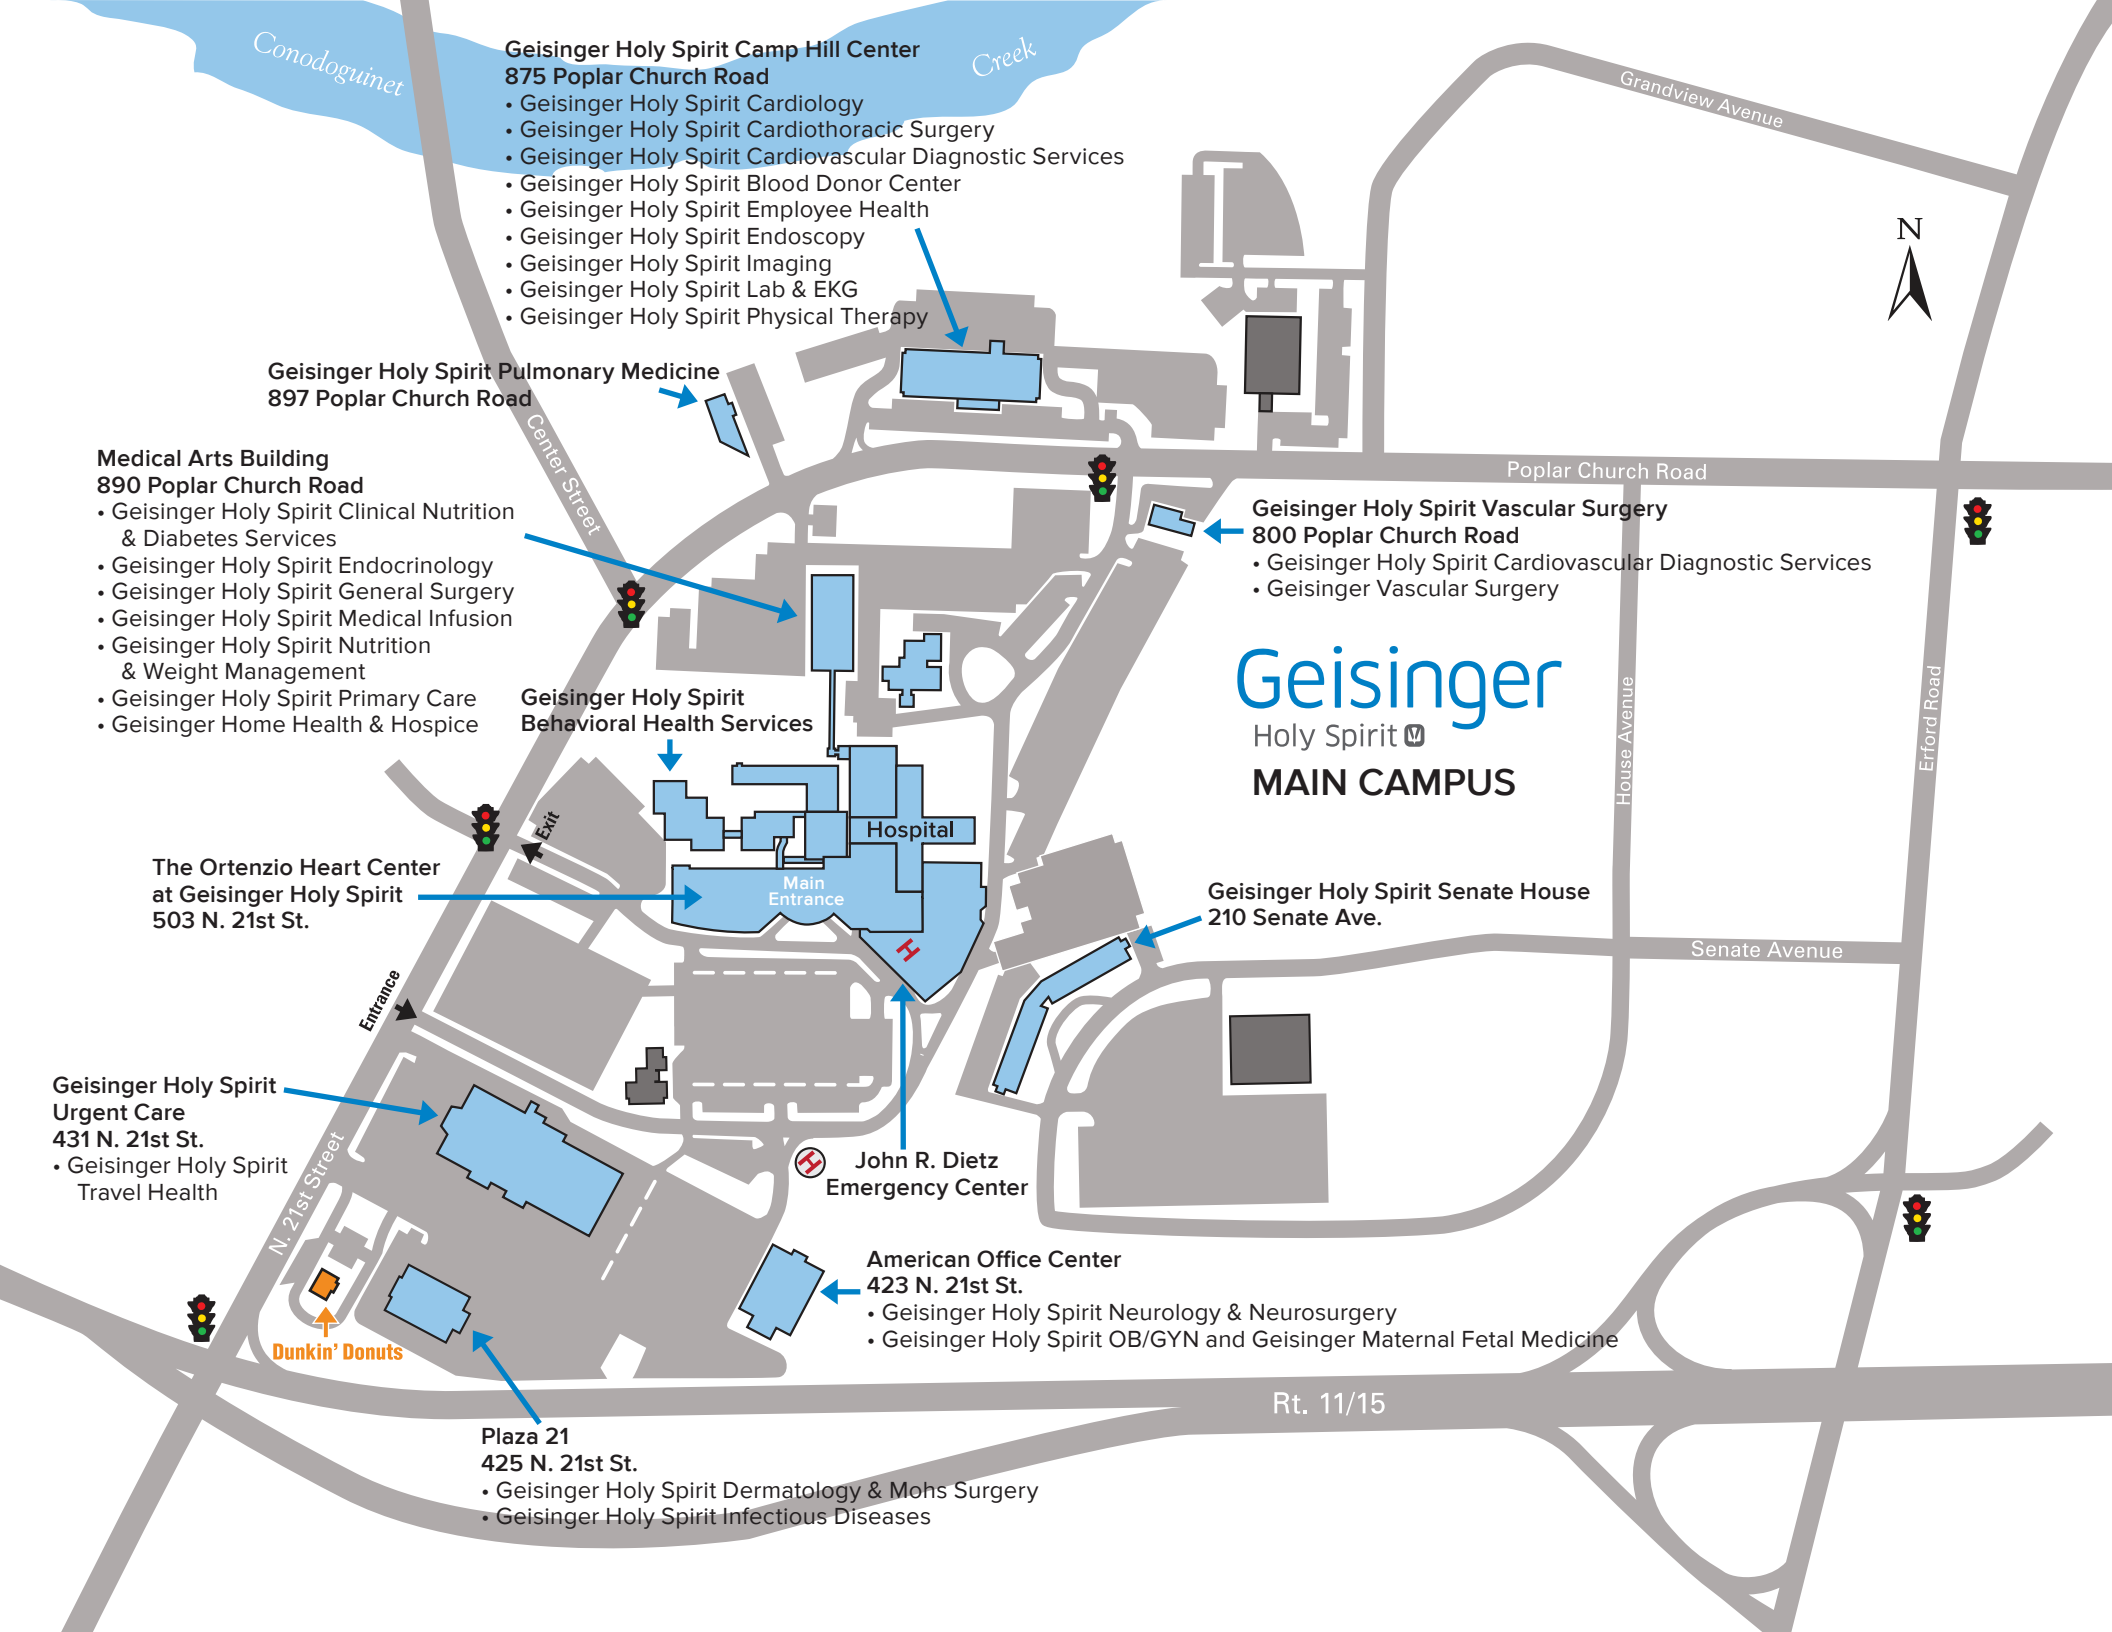 Conodoguinet
Creek
Geisinger Holy Spirit Camp Hill Center
875 Poplar Church Road
• Geisinger Holy Spirit Cardiology
• Geisinger Holy Spirit Cardiothoracic Surgery
• Geisinger Holy Spirit Cardiovascular Diagnostic Services
• Geisinger Holy Spirit Blood Donor Center
• Geisinger Holy Spirit Employee Health
• Geisinger Holy Spirit Endoscopy
• Geisinger Holy Spirit Imaging
• Geisinger Holy Spirit Lab & EKG
• Geisinger Holy Spirit Physical Therapy
Grandview Avenue
N
Geisinger Holy Spirit Pulmonary Medicine
897 Poplar Church Road
Center Street
Poplar Church Road
Medical Arts Building
890 Poplar Church Road
• Geisinger Holy Spirit Clinical Nutrition
& Diabetes Services
• Geisinger Holy Spirit Endocrinology
• Geisinger Holy Spirit General Surgery
• Geisinger Holy Spirit Medical Infusion
• Geisinger Holy Spirit Nutrition
& Weight Management
• Geisinger Holy Spirit Primary Care
• Geisinger Home Health & Hospice
Geisinger Holy Spirit Vascular Surgery
800 Poplar Church Road
• Geisinger Holy Spirit Cardiovascular Diagnostic Services
• Geisinger Vascular Surgery
Geisinger
Holy Spirit
MAIN CAMPUS
House Avenue
Erford Road
Geisinger Holy Spirit
Behavioral Health Services
Hospital
Exit
The Ortenzio Heart Center
at Geisinger Holy Spirit
503 N. 21st St.
Main
Entrance
H
Geisinger Holy Spirit Senate House
210 Senate Ave.
Senate Avenue
Entrance
Geisinger Holy Spirit
Urgent Care
431 N. 21st St.
• Geisinger Holy Spirit
Travel Health
N. 21st Street
H
John R. Dietz
Emergency Center
American Office Center
423 N. 21st St.
• Geisinger Holy Spirit Neurology & Neurosurgery
• Geisinger Holy Spirit OB/GYN and Geisinger Maternal Fetal Medicine
Dunkin' Donuts
Rt. 11/15
Plaza 21
425 N. 21st St.
• Geisinger Holy Spirit Dermatology & Mohs Surgery
• Geisinger Holy Spirit Infectious Diseases